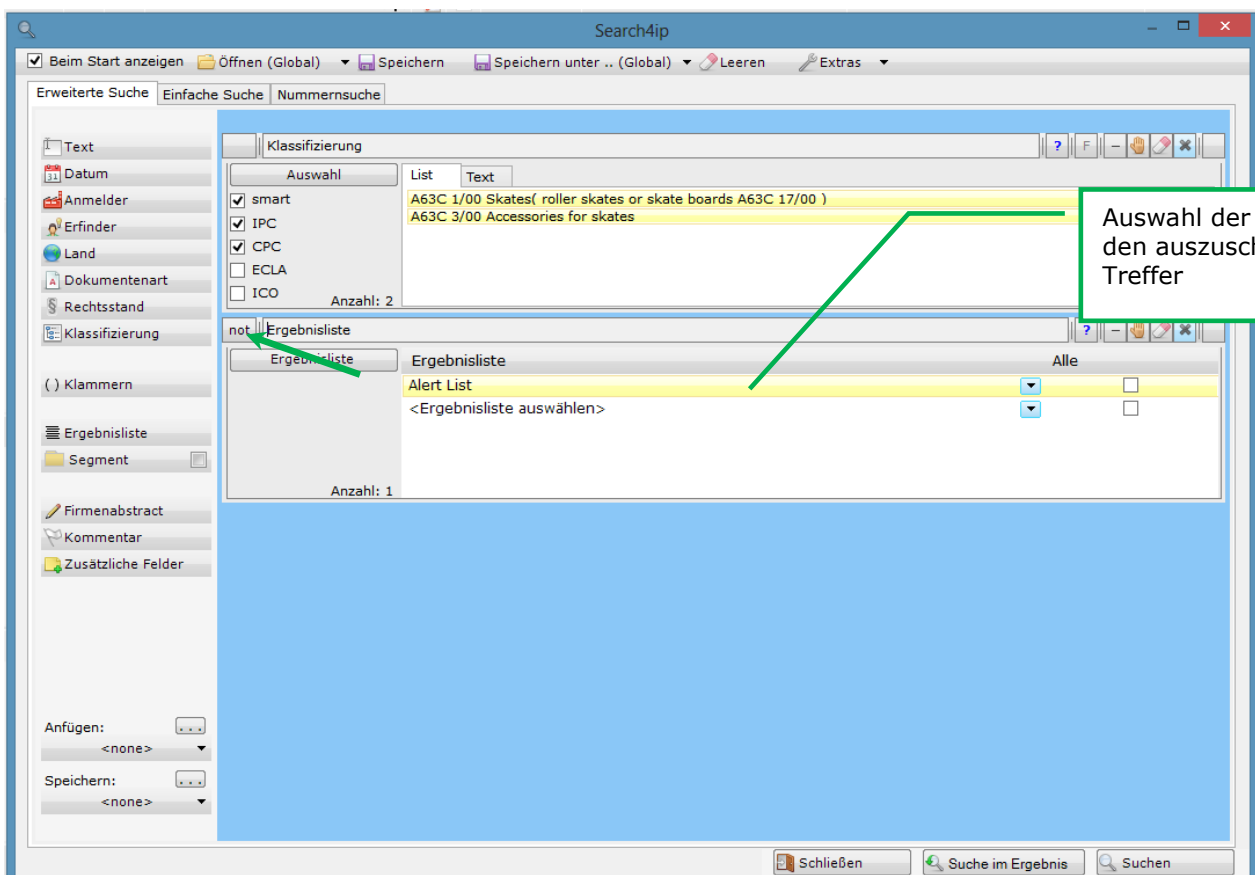 Search4ip
Beim Start anzeigen Öffnen (Global) Speichern Speichern unter .. (Global) Leeren Extras
Erweiterte Suche Einfache Suche Nummernsuche
Text
Datum
Anmelder
Erfinder
Land
Dokumentenart
Rechtsstand
Klassifizierung
( ) Klammern
Ergebnisliste
Segment
Firmenabstract
Kommentar
Zusätzliche Felder
Anfügen: ...
<none>
Speichern: ...
<none>
Klassifizierung ? F
Auswahl List Text
smart
IPC
CPC
ECLA
ICO
Anzahl: 2
A63C 1/00 Skates( roller skates or skate boards A63C 17/00 )
A63C 3/00 Accessories for skates
Auswahl der
den auszusch
Treffer
not Ergebnisliste ?
Ergebnisliste Ergebnisliste Alle
Alert List
<Ergebnisliste auswählen>
Anzahl: 1
Schließen Suche im Ergebnis Suchen